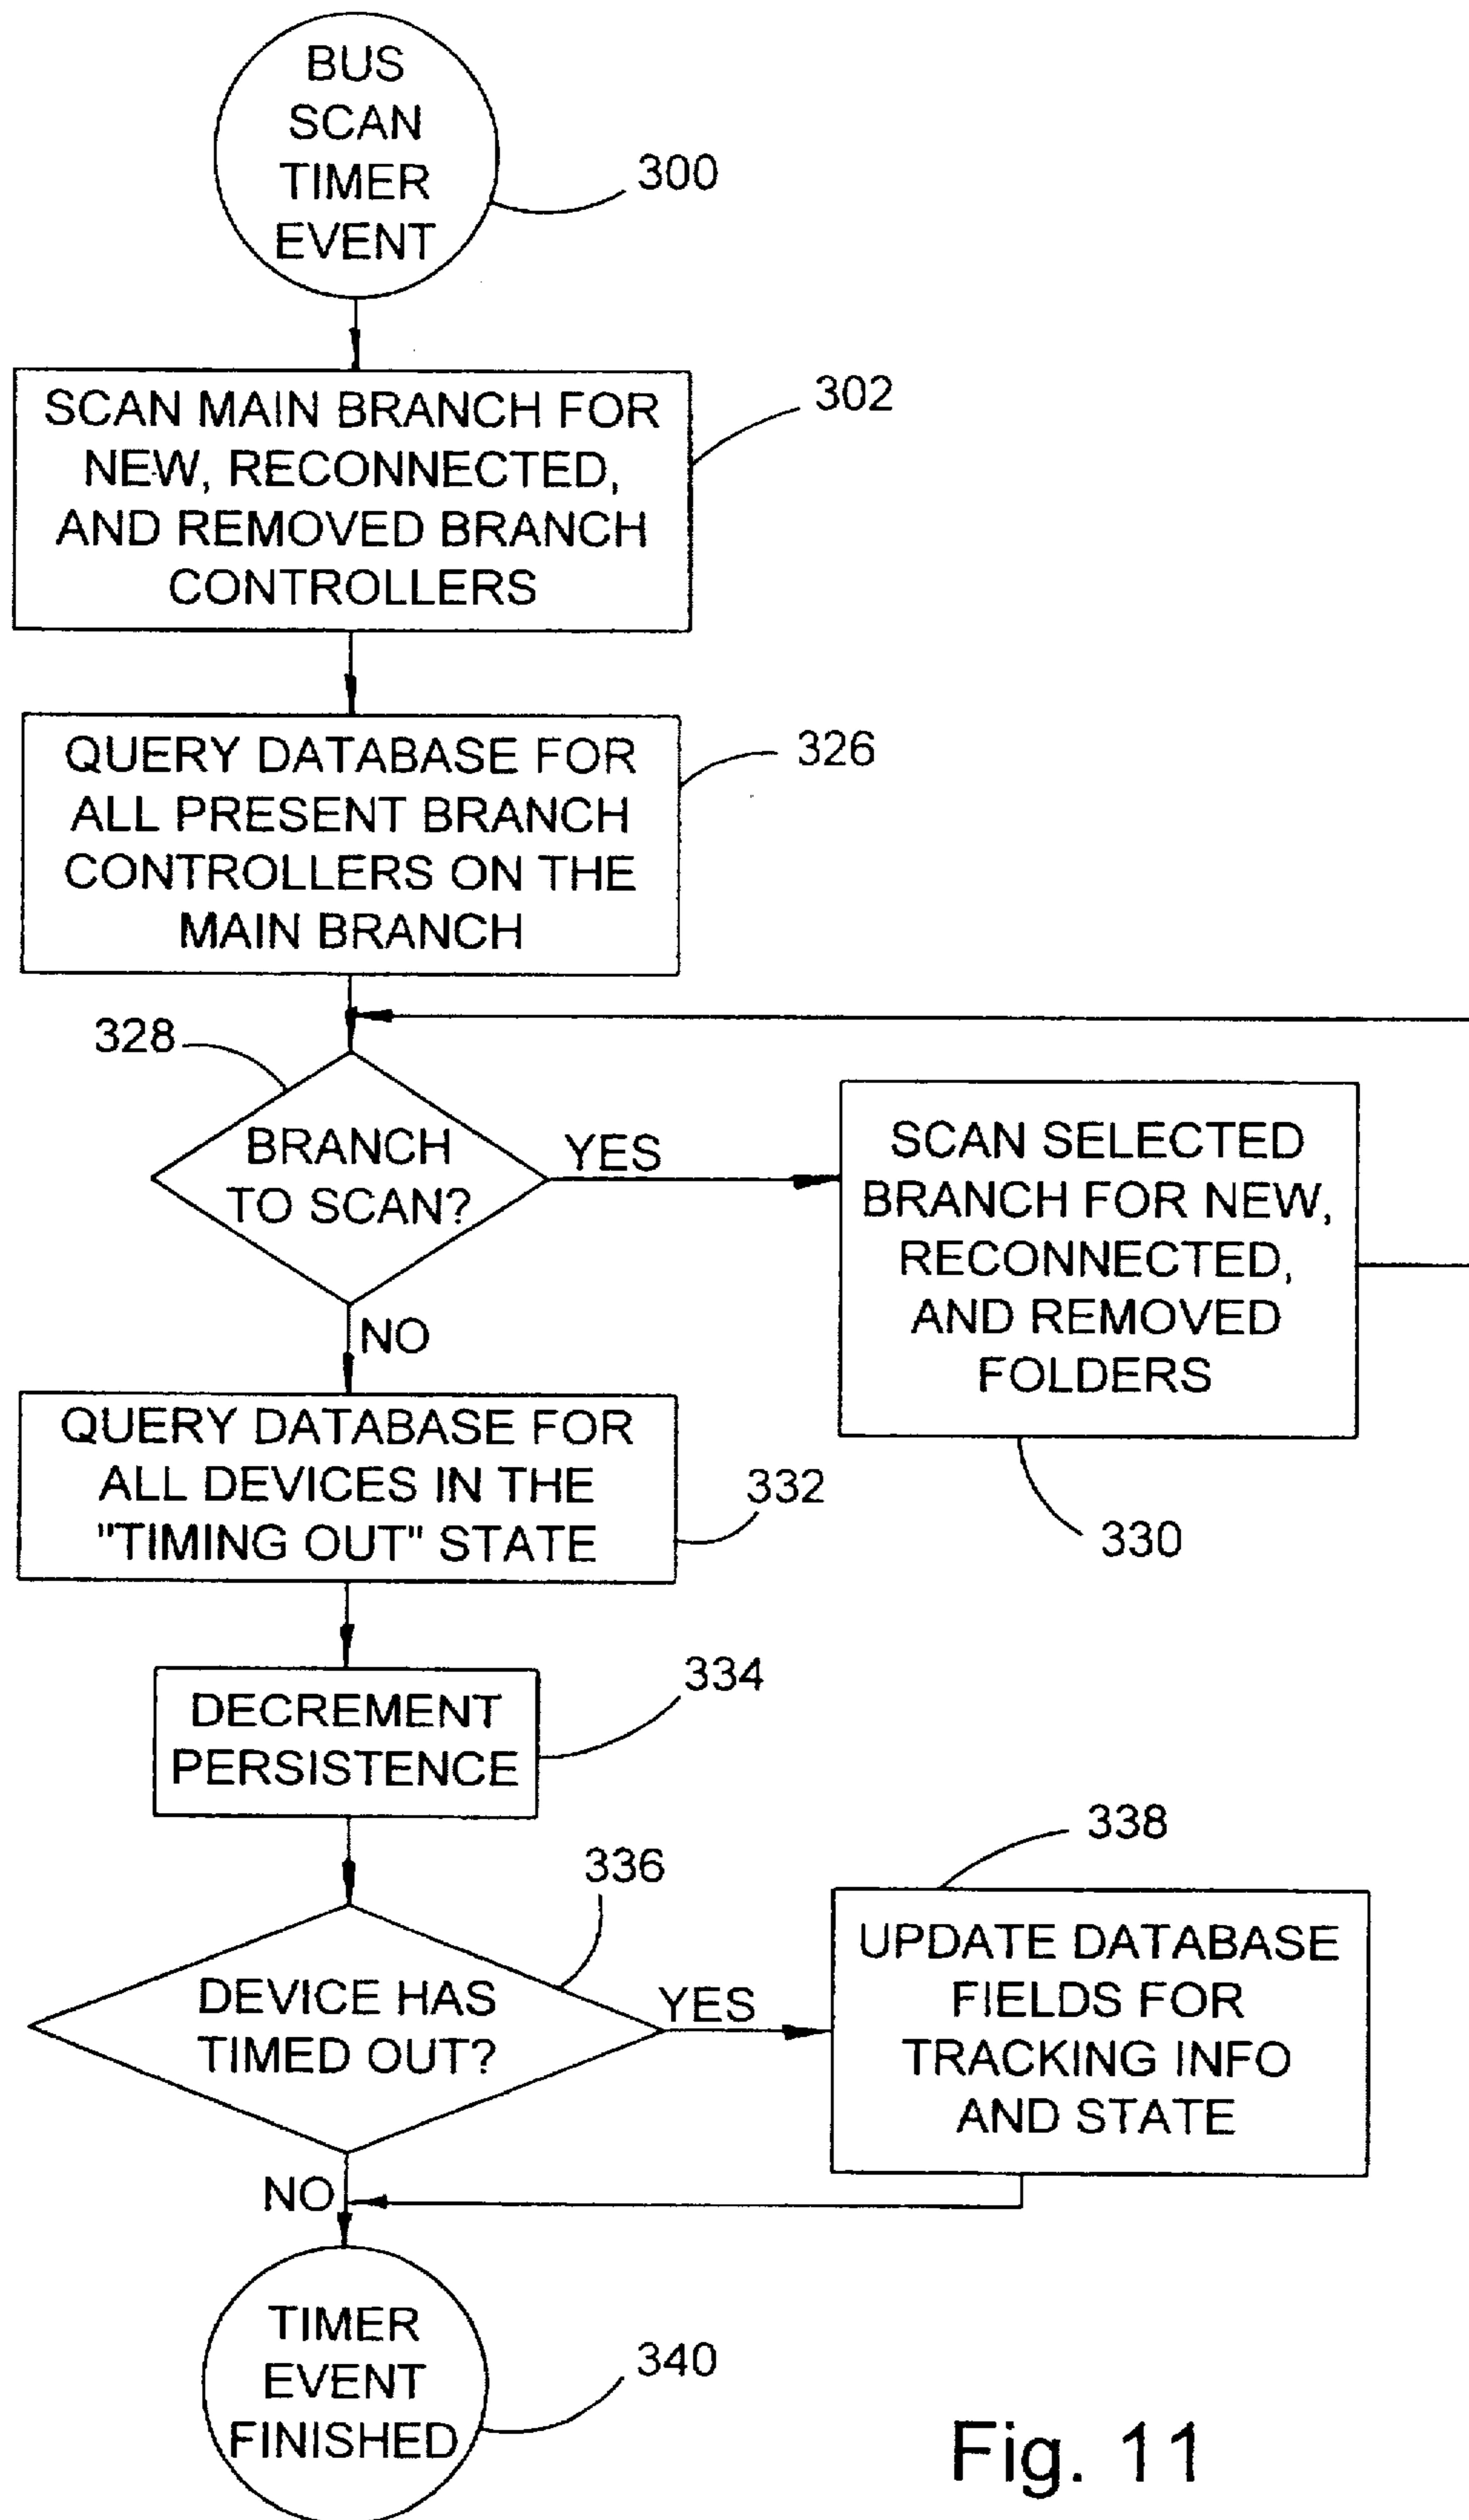 BUS
SCAN
TIMER
EVENT
300
SCAN MAIN BRANCH FOR
NEW, RECONNECTED,
AND REMOVED BRANCH
CONTROLLERS
302
QUERY DATABASE FOR
ALL PRESENT BRANCH
CONTROLLERS ON THE
MAIN BRANCH
326
328
BRANCH
TO SCAN?
YES
SCAN SELECTED
BRANCH FOR NEW,
RECONNECTED,
AND REMOVED
FOLDERS
330
NO
QUERY DATABASE FOR
ALL DEVICES IN THE
"TIMING OUT" STATE
332
DECREMENT
PERSISTENCE
334
336
DEVICE HAS
TIMED OUT?
YES
338
UPDATE DATABASE
FIELDS FOR
TRACKING INFO
AND STATE
NO
TIMER
EVENT
FINISHED
340
Fig. 11